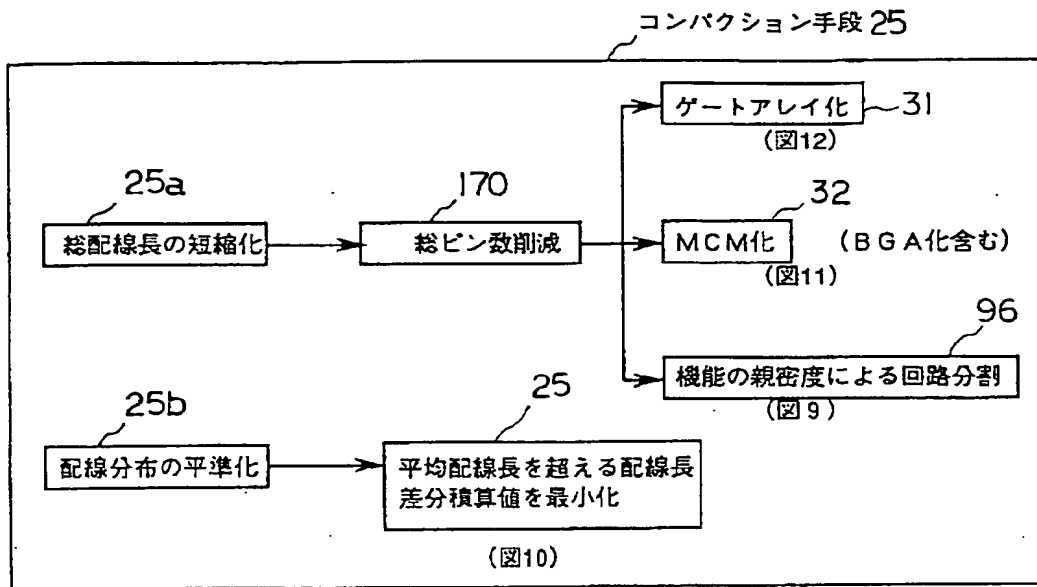 コンパクション手段 25
ゲートアレイ化
31
(図12)
25a
170
32
総配線長の短縮化
総ピン数削減
MCM化
(BGA化含む)
(図11)
96
機能の親密度による回路分割
(図9)
25b
25
配線分布の平準化
平均配線長を超える配線長
差分積算値を最小化
(図10)